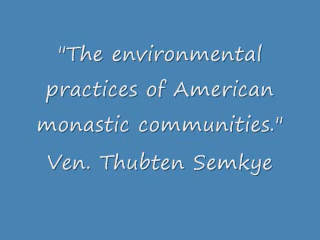 "The environmental
practices of American
monastic communities."
Ven. Thubten Semkye